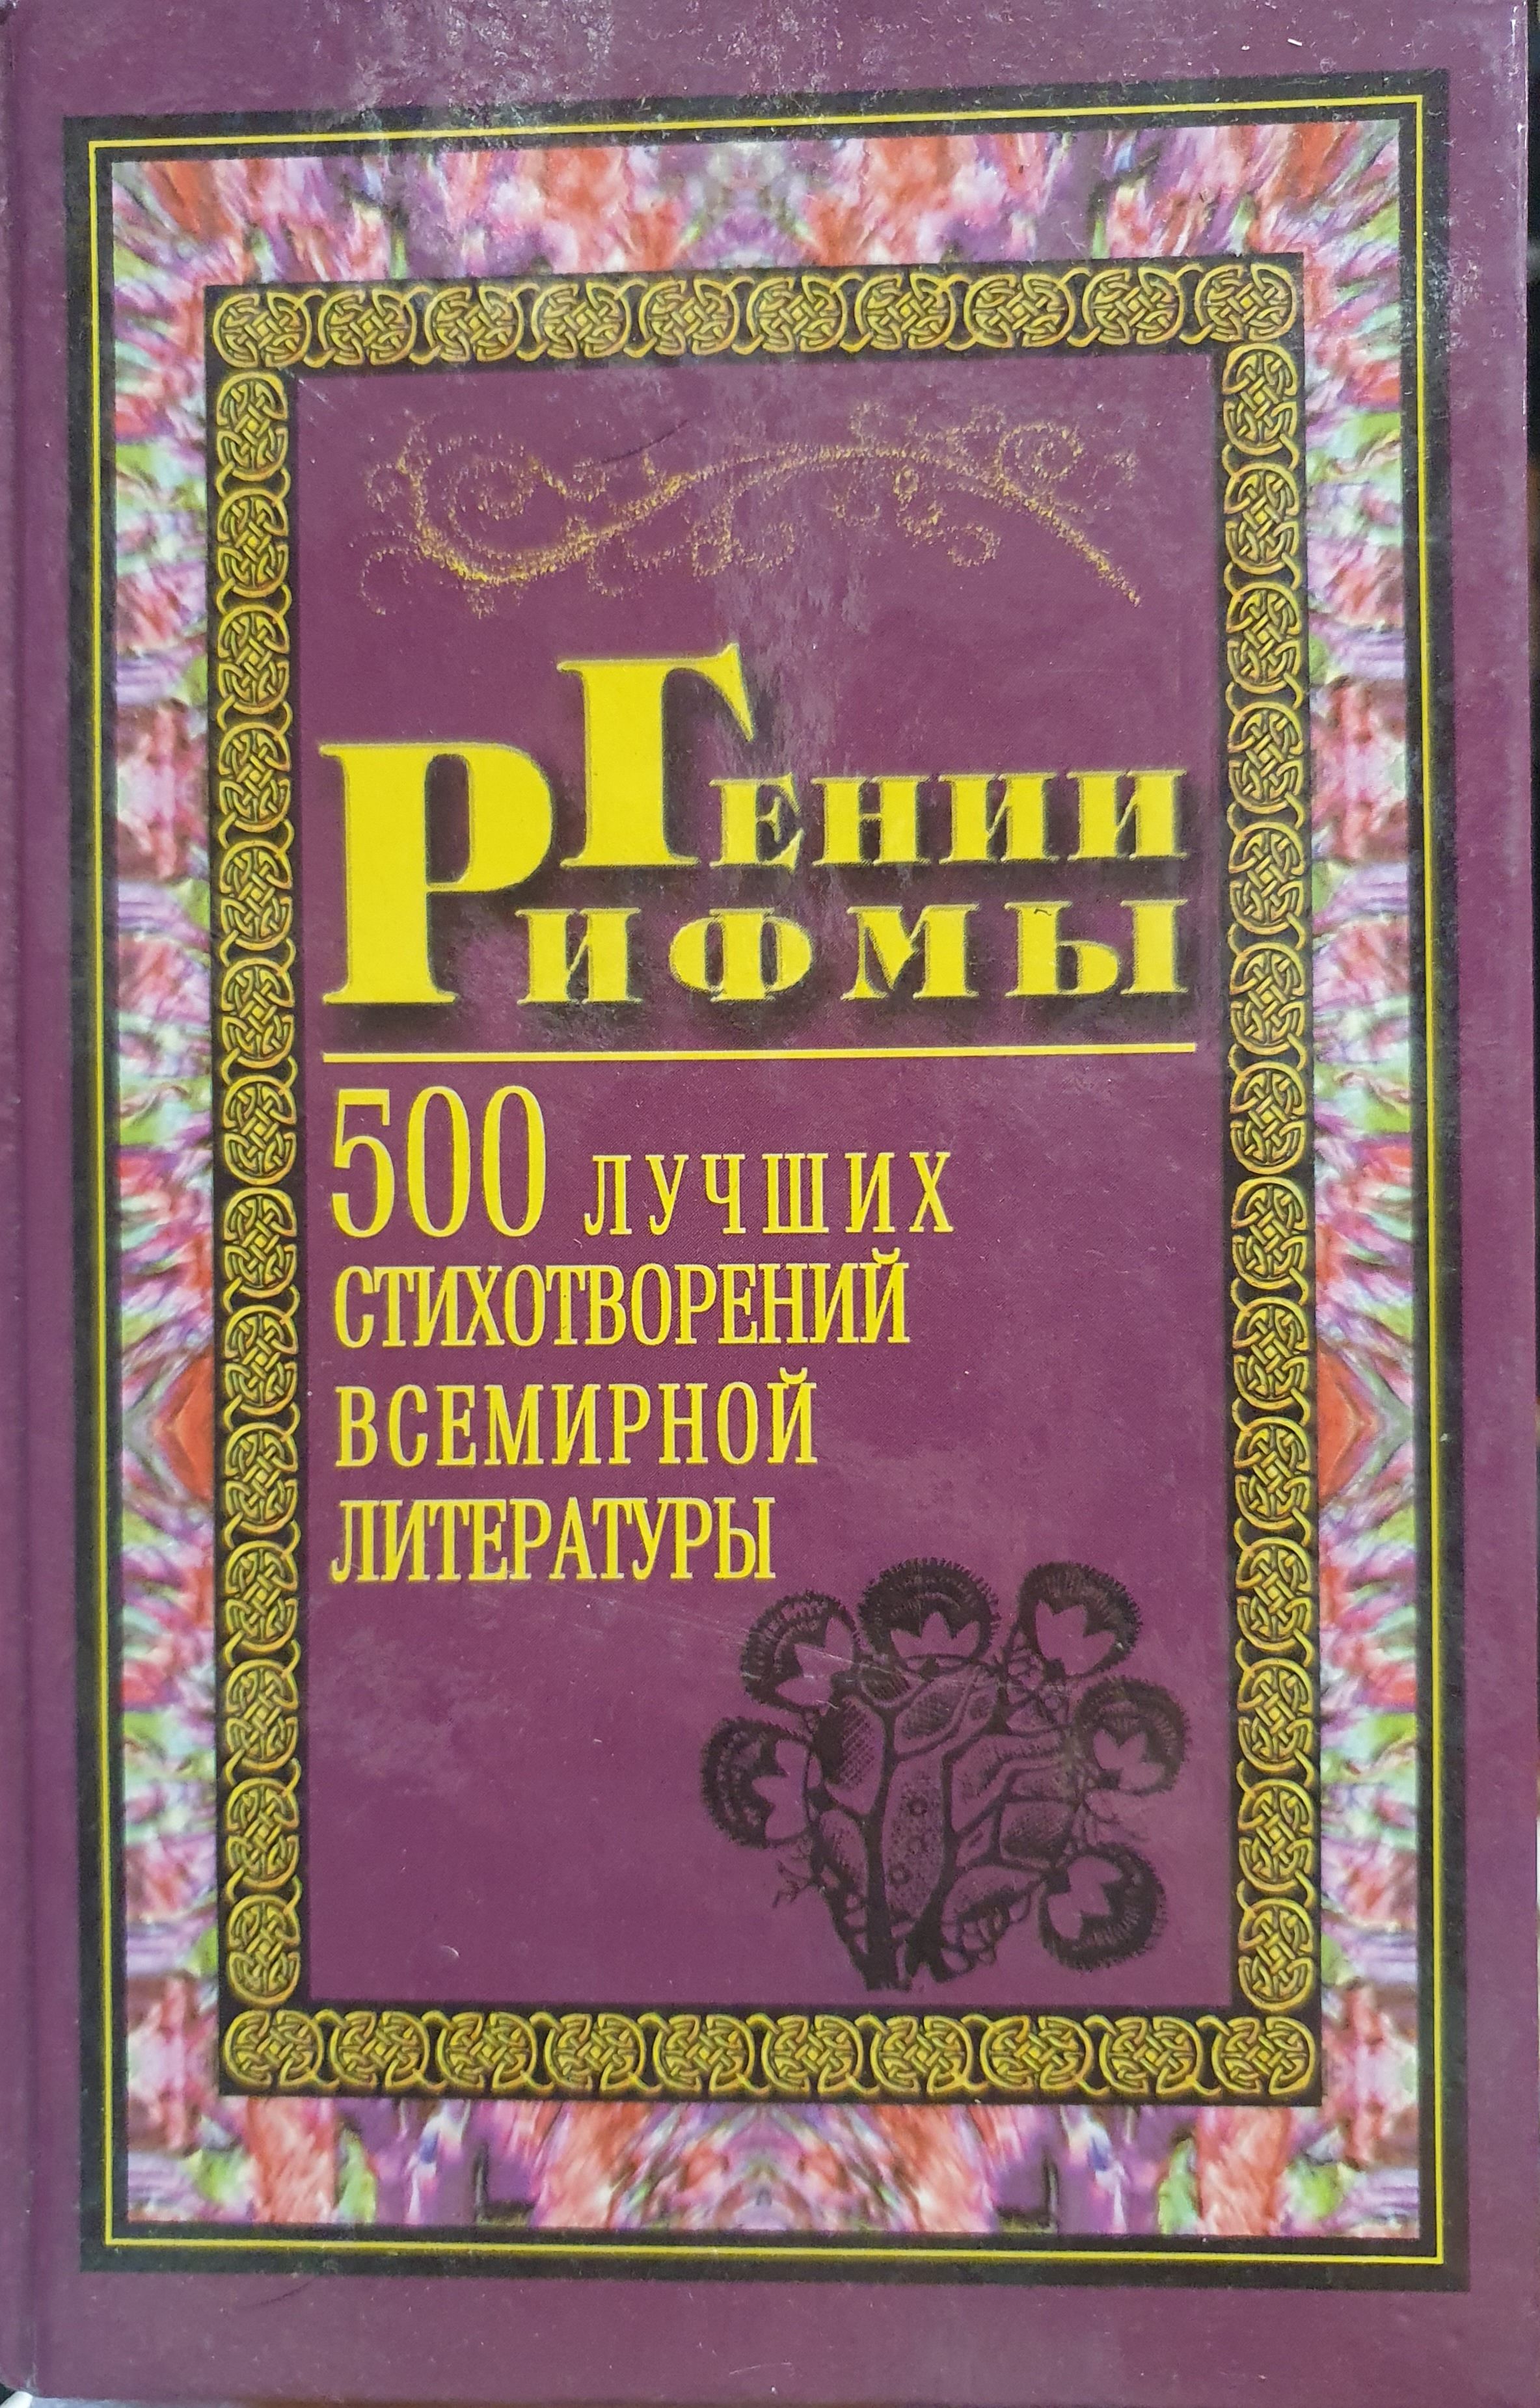 Гении
Рифмы
500 ЛУЧШИХ
СТИХОТВОРЕНИЙ
ВСЕМИРНОЙ
ЛИТЕРАТУРЫ